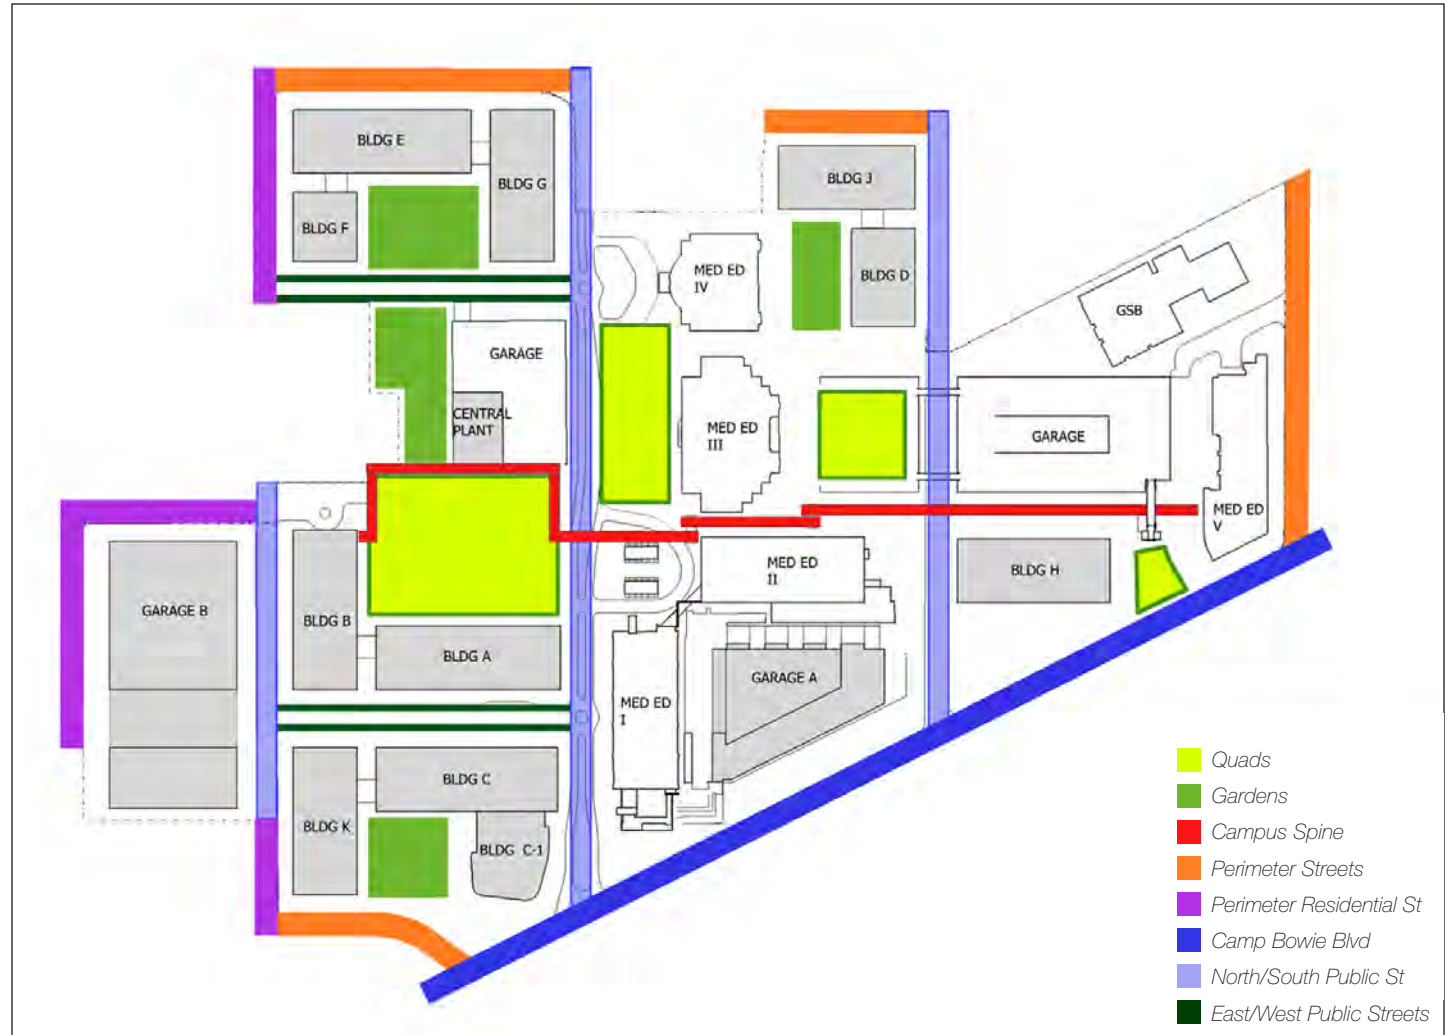 BLDG E
BLDG G
BLDG F
BLDG J
BLDG D
MED ED
IV
GSB
GARAGE
CENTRAL
PLANT
MED ED
III
GARAGE
MED ED
V
MED ED
II
BLDG H
GARAGE B
BLDG B
BLDG A
MED ED
I
GARAGE A
BLDG C
BLDG K
BLDG C-1
Quads
Gardens
Campus Spine
Perimeter Streets
Perimeter Residential St
Camp Bowie Blvd
North/South Public St
East/West Public Streets